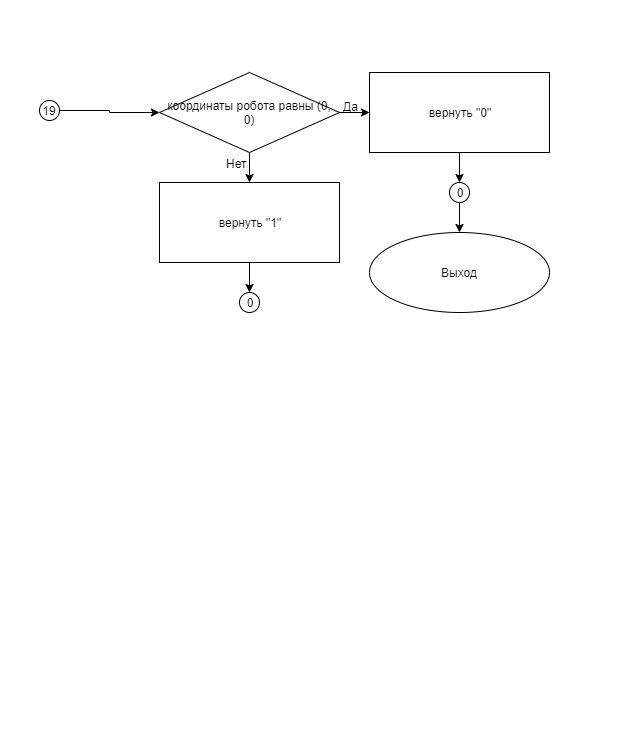 19
координаты робота равны (0,
0)
Да
вернуть "0"
Нет
вернуть "1"
0
0
Выход